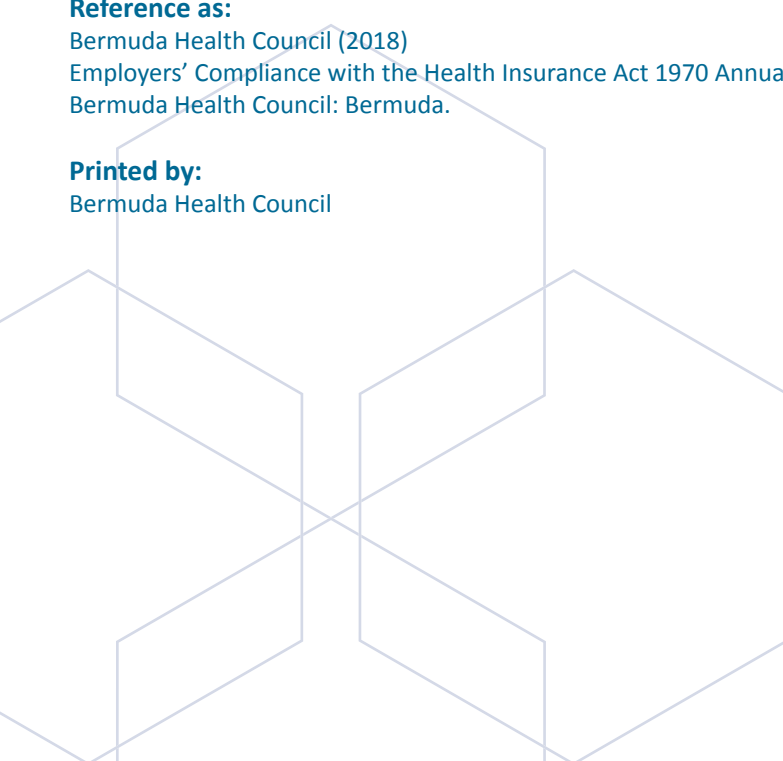 Reference as:
Bermuda Health Council (2018)
Employers’ Compliance with the Health Insurance Act 1970 Annua
Bermuda Health Council: Bermuda.
Printed by:
Bermuda Health Council